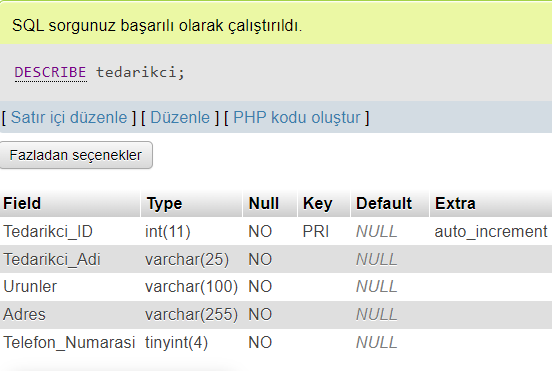 SQL sorgunuz başarılı olarak çalıştırıldı.
DESCRIBE tedarikci;
[ Satır içi düzenle ] [ Düzenle ] [ PHP kodu oluştur ]
Fazladan seçenekler
Field Type Null Key Default Extra
Tedarikci_ID int(11) NO PRI NULL auto_increment
Tedarikci_Adi varchar(25) NO NULL
Urunler varchar(100) NO NULL
Adres varchar(255) NO NULL
Telefon_Numarasi tinyint(4) NO NULL